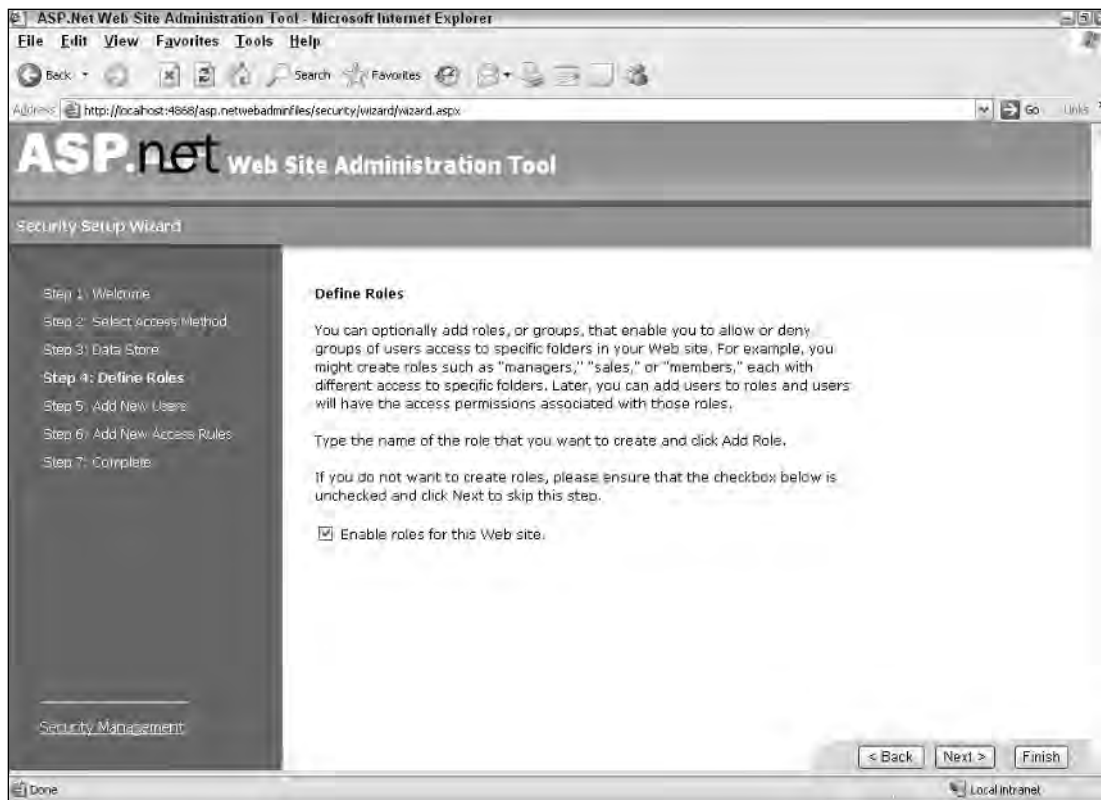 ASP.Net Web Site Administration Tool - Microsoft Internet Explorer
File Edit View Favorites Tools Help
Back Search Favorites
Address http://localhost:4868/asp.netwebadminfiles/security/wizard/wizard.aspx Go Links
ASP.net Web Site Administration Tool
Security Setup Wizard
Step 1: Welcome
Step 2: Select Access Method
Step 3: Data Store
Step 4: Define Roles
Step 5: Add New Users
Step 6: Add New Access Rules
Step 7: Complete
Security Management
Define Roles
You can optionally add roles, or groups, that enable you to allow or deny
groups of users access to specific folders in your Web site. For example, you
might create roles such as "managers," "sales," or "members," each with
different access to specific folders. Later, you can add users to roles and users
will have the access permissions associated with those roles.
Type the name of the role that you want to create and click Add Role.
If you do not want to create roles, please ensure that the checkbox below is
unchecked and click Next to skip this step.
Enable roles for this Web site.
< Back Next > Finish
Done Local intranet